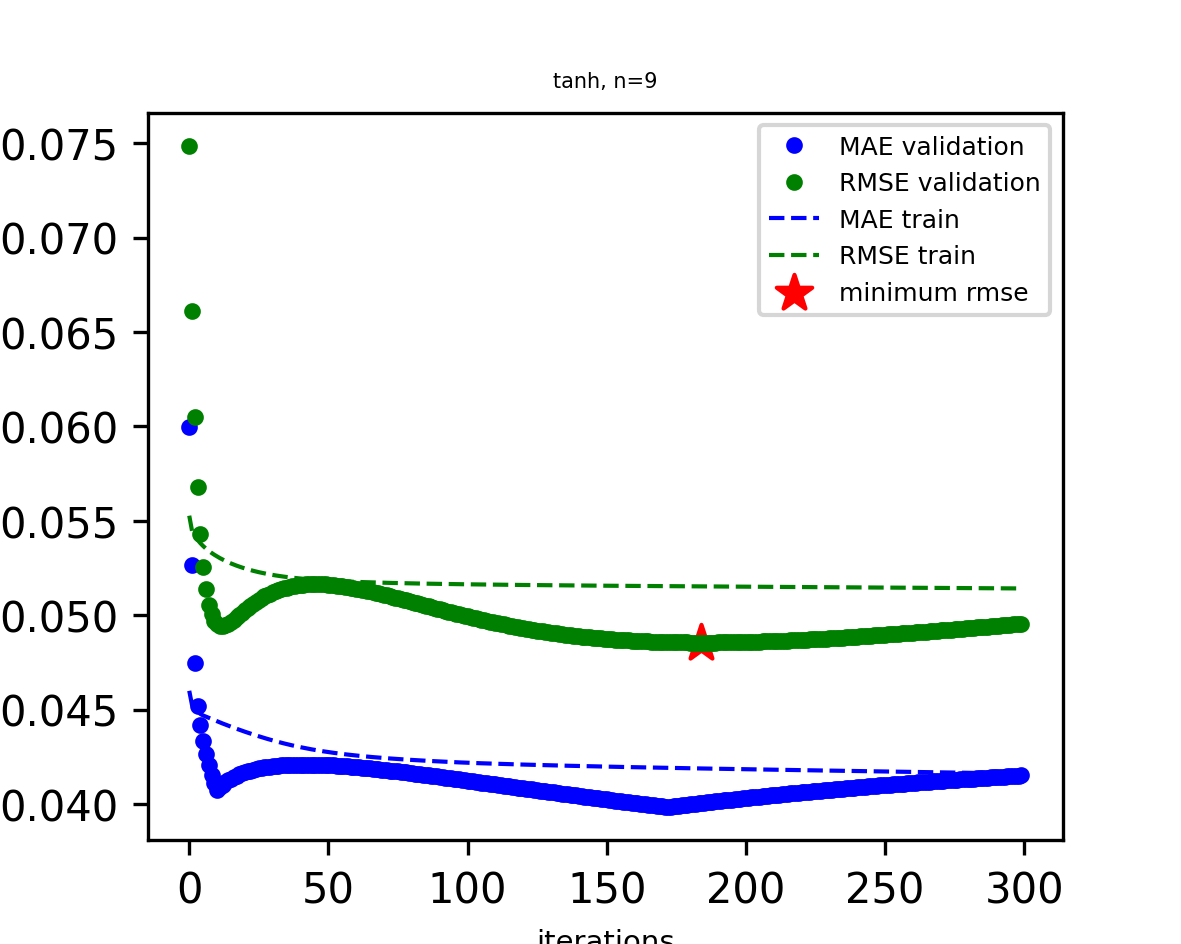 tanh, n=9
0.075
0.070
0.065
0.060
0.055
0.050
0.045
0.040
MAE validation
RMSE validation
MAE train
RMSE train
minimum rmse
0 50 100 150 200 250 300
iterations